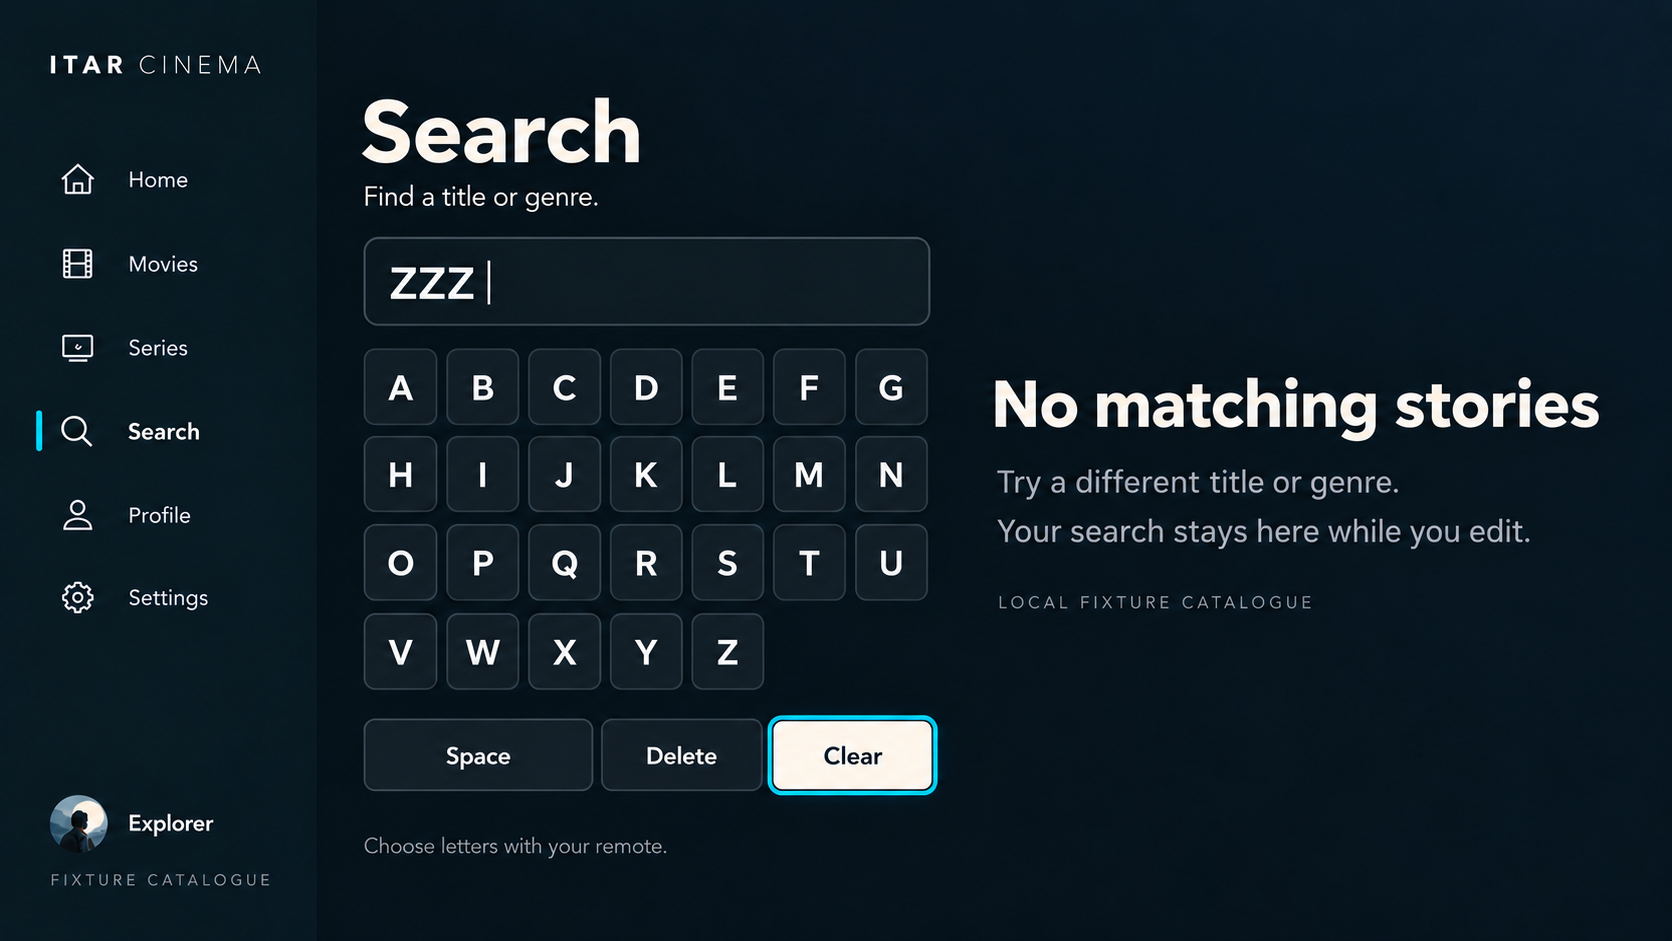 ITAR CINEMA
Home
Movies
Series
Search
Profile
Settings
Explorer
FIXTURE CATALOGUE
Search
Find a title or genre.
ZZZ
A B C D E F G
H I J K L M N
O P Q R S T U
V W X Y Z
Space Delete Clear
Choose letters with your remote.
No matching stories
Try a different title or genre.
Your search stays here while you edit.
LOCAL FIXTURE CATALOGUE